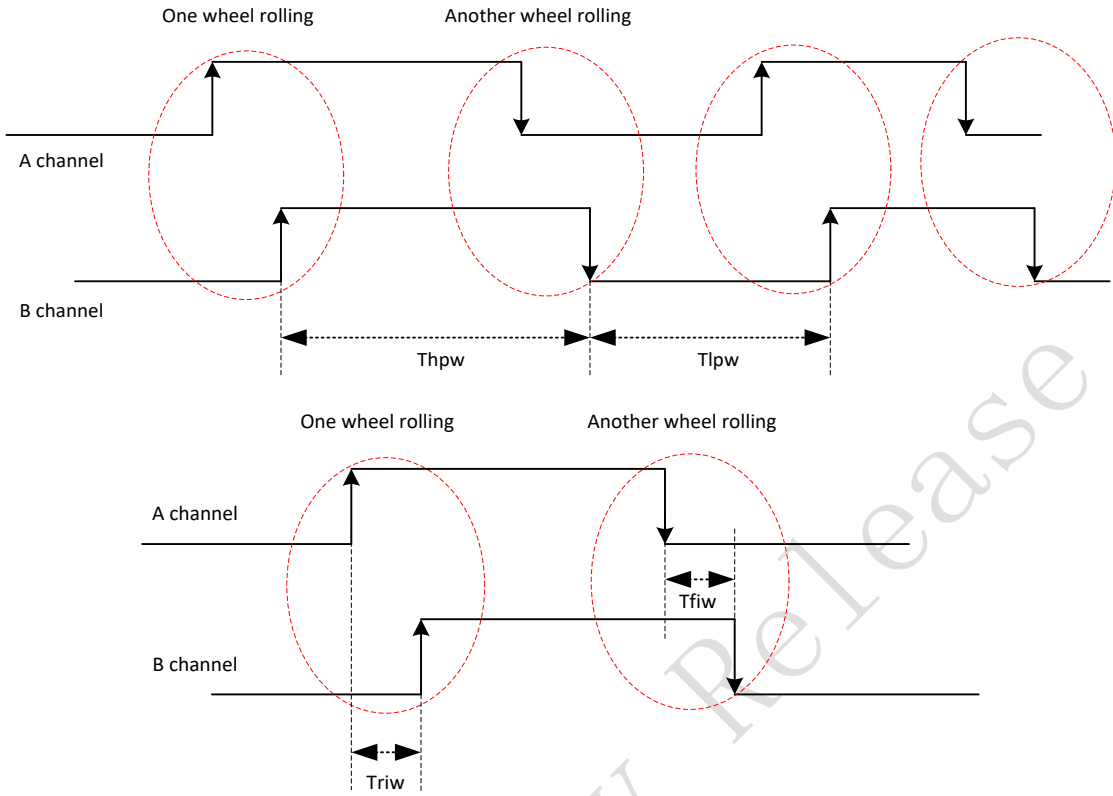 One wheel rolling
Another wheel rolling
A channel
B channel
Thpw
Tlpw
One wheel rolling
Another wheel rolling
A channel
Tfiw
B channel
Triw
Release